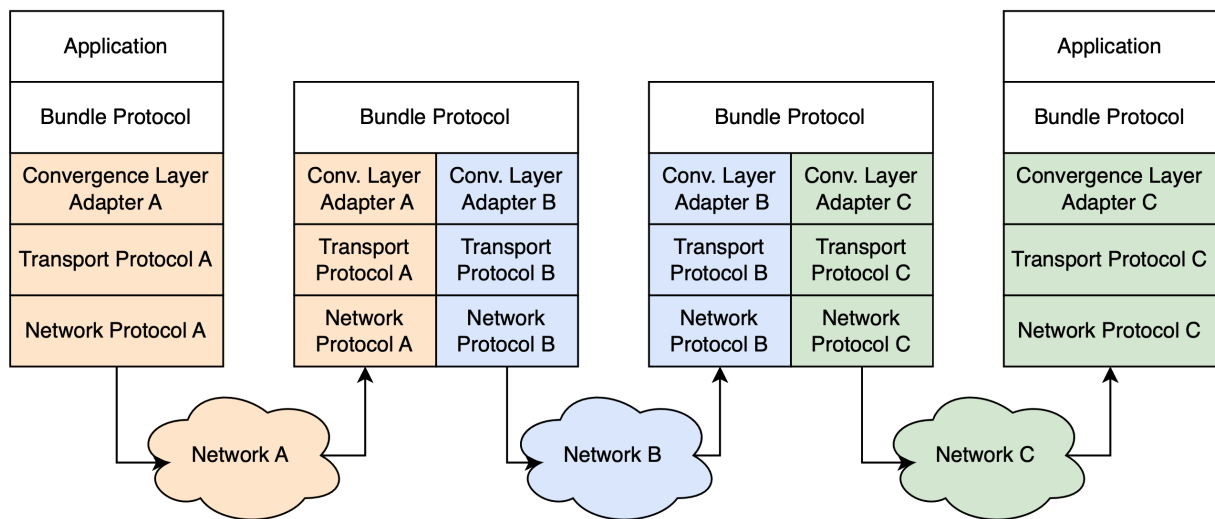 Application
Bundle Protocol
Convergence Layer
Adapter A
Transport Protocol A
Network Protocol A
Bundle Protocol
Conv. Layer
Adapter A
Conv. Layer
Adapter B
Transport
Protocol A
Transport
Protocol B
Network
Protocol A
Network
Protocol B
Bundle Protocol
Conv. Layer
Adapter B
Conv. Layer
Adapter C
Transport
Protocol B
Transport
Protocol C
Network
Protocol B
Network
Protocol C
Application
Bundle Protocol
Convergence Layer
Adapter C
Transport Protocol C
Network Protocol C
Network A
Network B
Network C